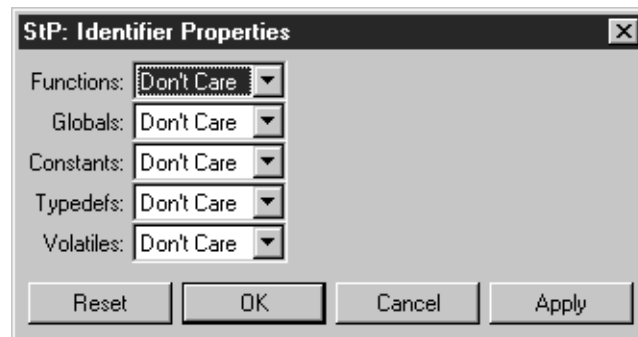 StP: Identifier Properties
Functions: Don't Care
Globals: Don't Care
Constants: Don't Care
Typedefs: Don't Care
Volatiles: Don't Care
Reset OK Cancel Apply